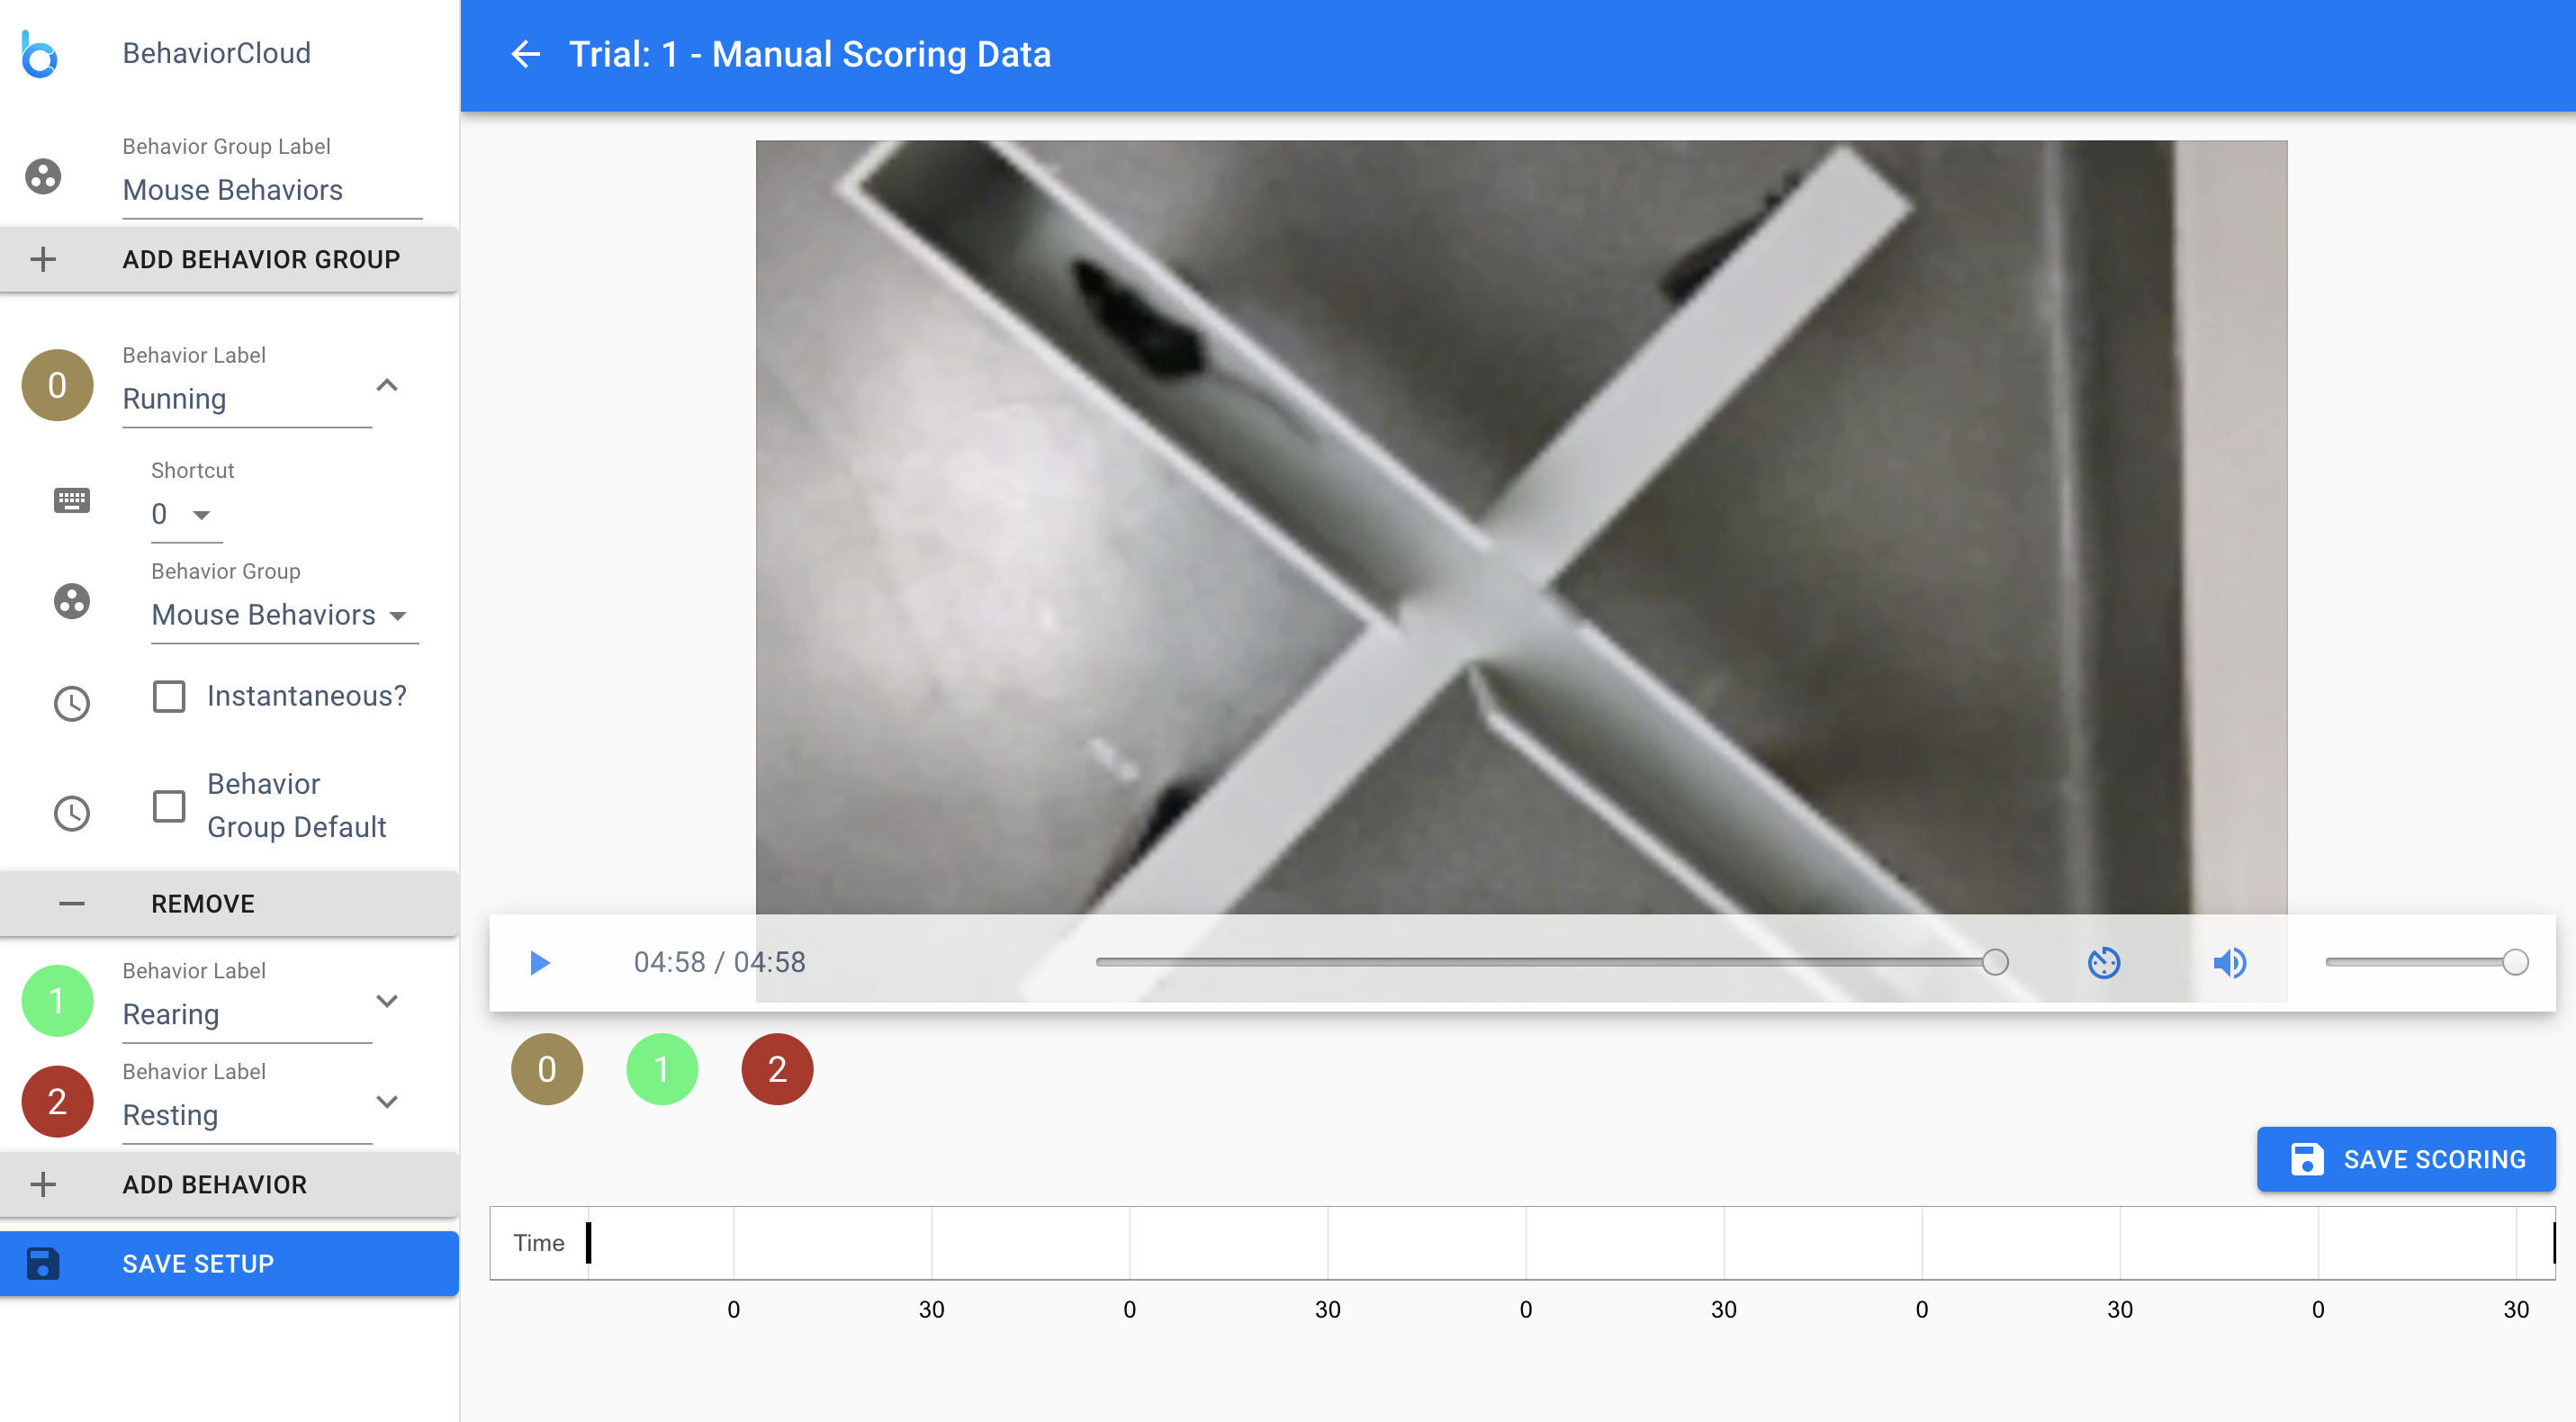 BehaviorCloud
Behavior Group Label
Mouse Behaviors
ADD BEHAVIOR GROUP
0
Behavior Label
Running
Shortcut
0
Behavior Group
Mouse Behaviors
Instantaneous?
Behavior
Group Default
REMOVE
1
Behavior Label
Rearing
2
Behavior Label
Resting
ADD BEHAVIOR
SAVE SETUP
Trial: 1 - Manual Scoring Data
04:58 / 04:58
0 1 2
SAVE SCORING
Time
0 30 0 30 0 30 0 30 0 30